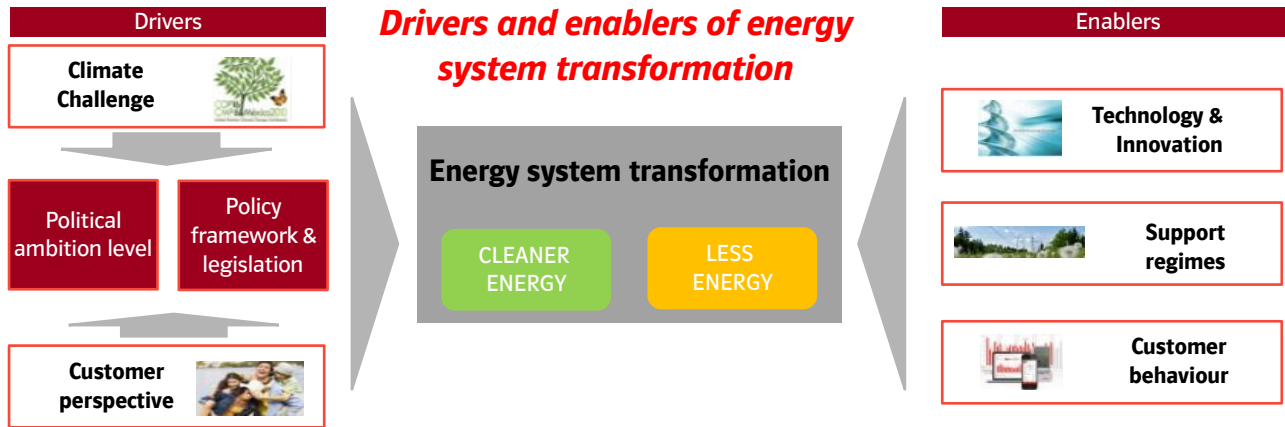 Drivers
Drivers and enablers of energy
system transformation
Enablers
Climate
Challenge
Political
ambition level
Policy
framework &
legislation
Customer
perspective
Energy system transformation
CLEANER
ENERGY
LESS
ENERGY
Technology &
Innovation
Support
regimes
Customer
behaviour